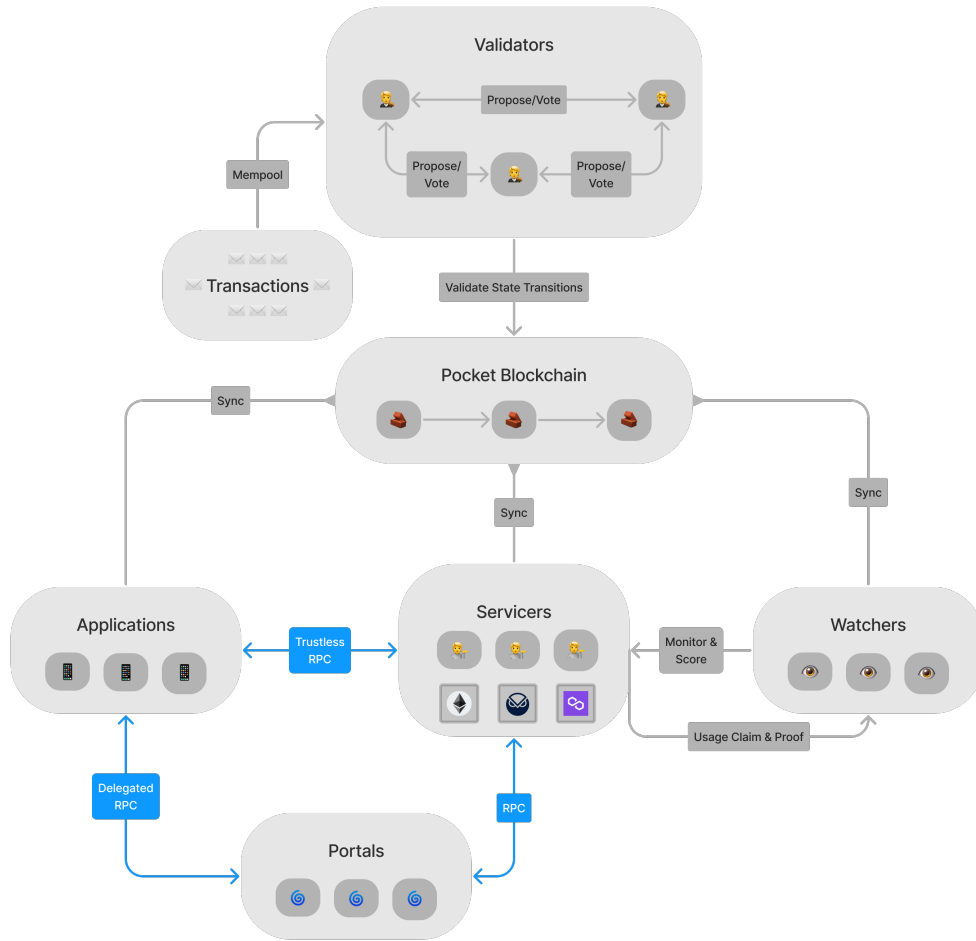 Validators
Propose/Vote
Propose/
Vote
Propose/
Vote
Mempool
Transactions
Validate State Transitions
Pocket Blockchain
Sync
Sync
Sync
Applications
Trustless
RPC
Servicers
Monitor &
Score
Watchers
Usage Claim & Proof
Delegated
RPC
RPC
Portals